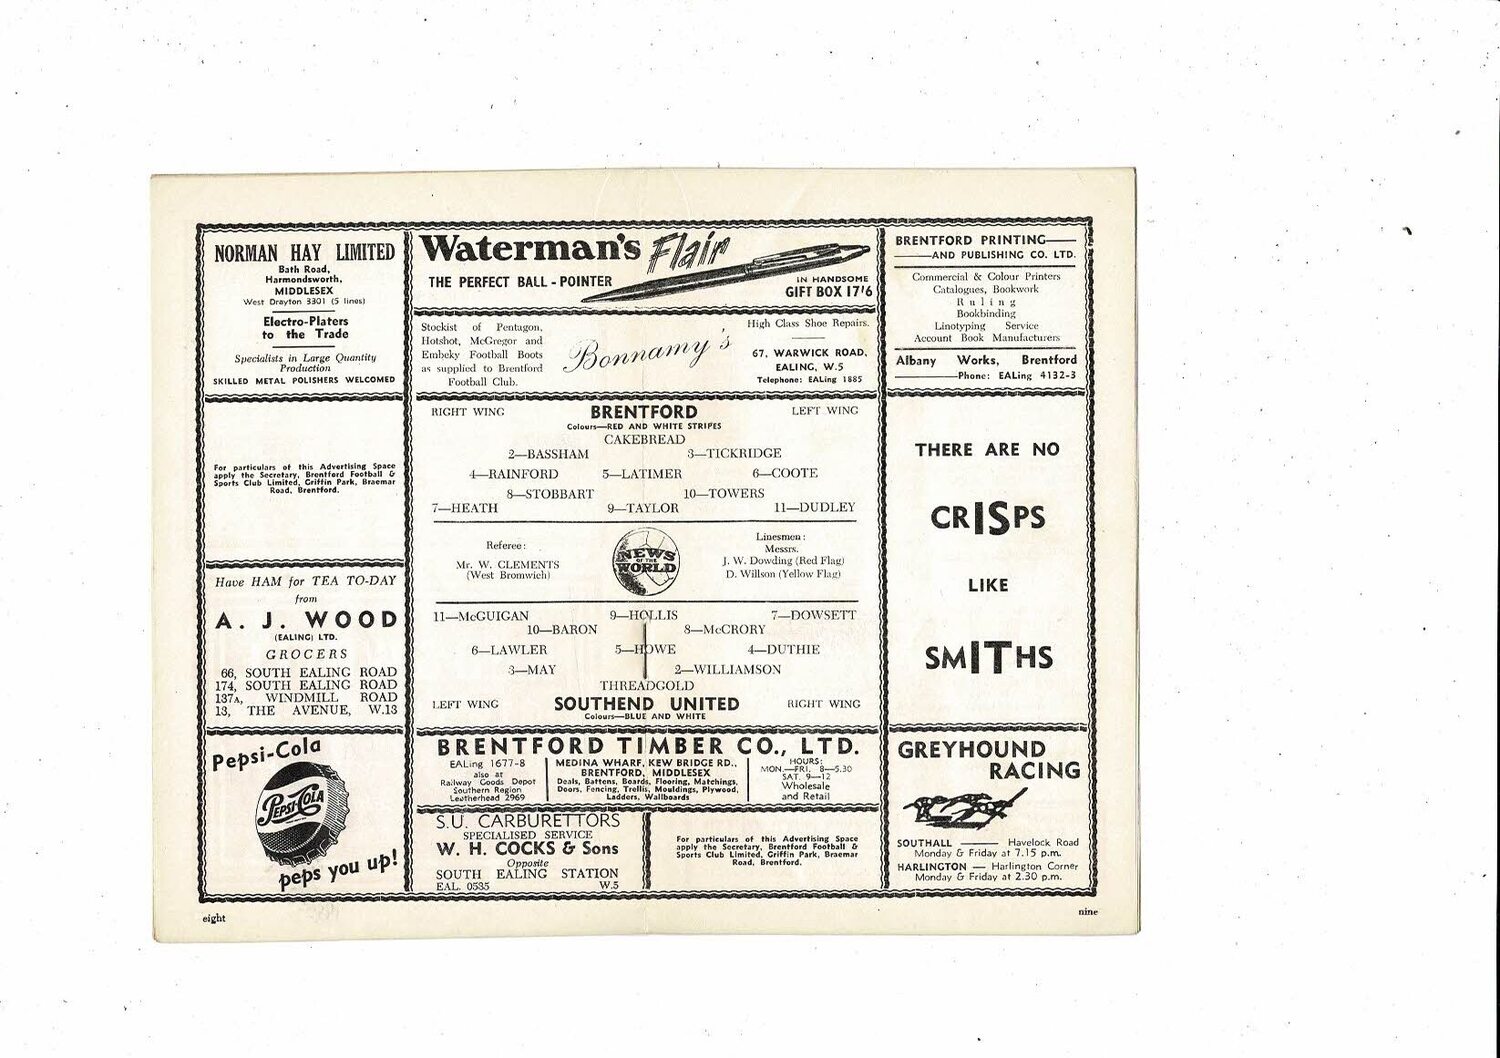 NORMAN HAY LIMITED
Bath Road,
Harmondsworth,
MIDDLESEX
West Drayton 3301 (5 lines)
Electro-Platers
to the Trade
Specialists in Large Quantity
Production
SKILLED METAL POLISHERS WELCOMED
For particulars of this Advertising Space
apply the Secretary, Brentford Football &
Sports Club Limited, Griffin Park, Braemar
Road, Brentford.
Have HAM for TEA TO-DAY
from
A. J. WOOD
(EALING) LTD.
GROCERS
66, SOUTH EALING ROAD
174, SOUTH EALING ROAD
137A, WINDMILL ROAD
13, THE AVENUE, W.13
Pepsi-Cola
PEPSI-COLA
peps you up!
Waterman's Flair
THE PERFECT BALL-POINTER
IN HANDSOME
GIFT BOX 17'6
Stockist of Pentagon,
Hotshot, McGregor and
Embeky Football Boots
as supplied to Brentford
Football Club.
Bonnamy's
High Class Shoe Repairs.
67, WARWICK ROAD,
EALING, W.5
Telephone: EALing 1885
RIGHT WING BRENTFORD LEFT WING
Colours—RED AND WHITE STRIPES
CAKEBREAD
2—BASSHAM 3—TICKRIDGE
4—RAINFORD 5—LATIMER 6—COOTE
8—STOBBART 10—TOWERS
7—HEATH 9—TAYLOR 11—DUDLEY
Referee:
Mr. W. CLEMENTS
(West Bromwich)
NEWS
OF THE
WORLD
Linesmen:
Messrs.
J. W. Dowding (Red Flag)
D. Willson (Yellow Flag)
11—McGUIGAN 9—HOLLIS 7—DOWSETT
10—BARON 8—McCRORY
6—LAWLER 5—HOWE 4—DUTHIE
3—MAY 2—WILLIAMSON
THREADGOLD
LEFT WING SOUTHEND UNITED RIGHT WING
Colours—BLUE AND WHITE
BRENTFORD TIMBER CO., LTD.
EALing 1677-8
also at
Railway Goods Depot
Southern Region
Leatherhead 2969
MEDINA WHARF, KEW BRIDGE RD.,
BRENTFORD, MIDDLESEX
Deals, Battens, Boards, Flooring, Matchings,
Doors, Fencing, Trellis, Mouldings, Plywood,
Ladders, Wallboards
HOURS:
MON.—FRI. 8—5.30
SAT. 9—12
Wholesale
and Retail
S.U. CARBURETTORS
SPECIALISED SERVICE
W. H. COCKS & Sons
Opposite
SOUTH EALING STATION
EAL. 0535 W.5
For particulars of this Advertising Space
apply the Secretary, Brentford Football &
Sports Club Limited, Griffin Park, Braemar
Road, Brentford.
BRENTFORD PRINTING——
——AND PUBLISHING CO. LTD.
Commercial & Colour Printers
Catalogues, Bookwork
Ruling
Bookbinding
Linotyping Service
Account Book Manufacturers
Albany Works, Brentford
——Phone: EALing 4132-3
THERE ARE NO
CRISPS
LIKE
SMITHS
GREYHOUND
RACING
SOUTHALL —— Havelock Road
Monday & Friday at 7.15 p.m.
HARLINGTON — Harlington Corner
Monday & Friday at 2.30 p.m.
eight
nine